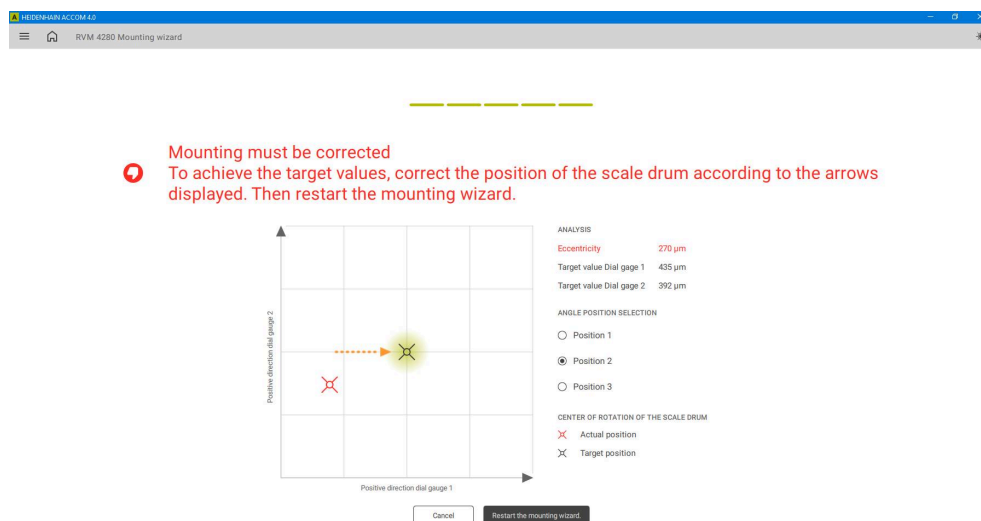 A HEIDENHAIN ACCOM 4.0
RVM 4280 Mounting wizard
Mounting must be corrected
To achieve the target values, correct the position of the scale drum according to the arrows
displayed. Then restart the mounting wizard.
Positive direction dial gauge 2
Positive direction dial gauge 1
ANALYSIS
Eccentricity 270 µm
Target value Dial gage 1 435 µm
Target value Dial gage 2 392 µm
ANGLE POSITION SELECTION
Position 1
Position 2
Position 3
CENTER OF ROTATION OF THE SCALE DRUM
Actual position
Target position
Cancel
Restart the mounting wizard.